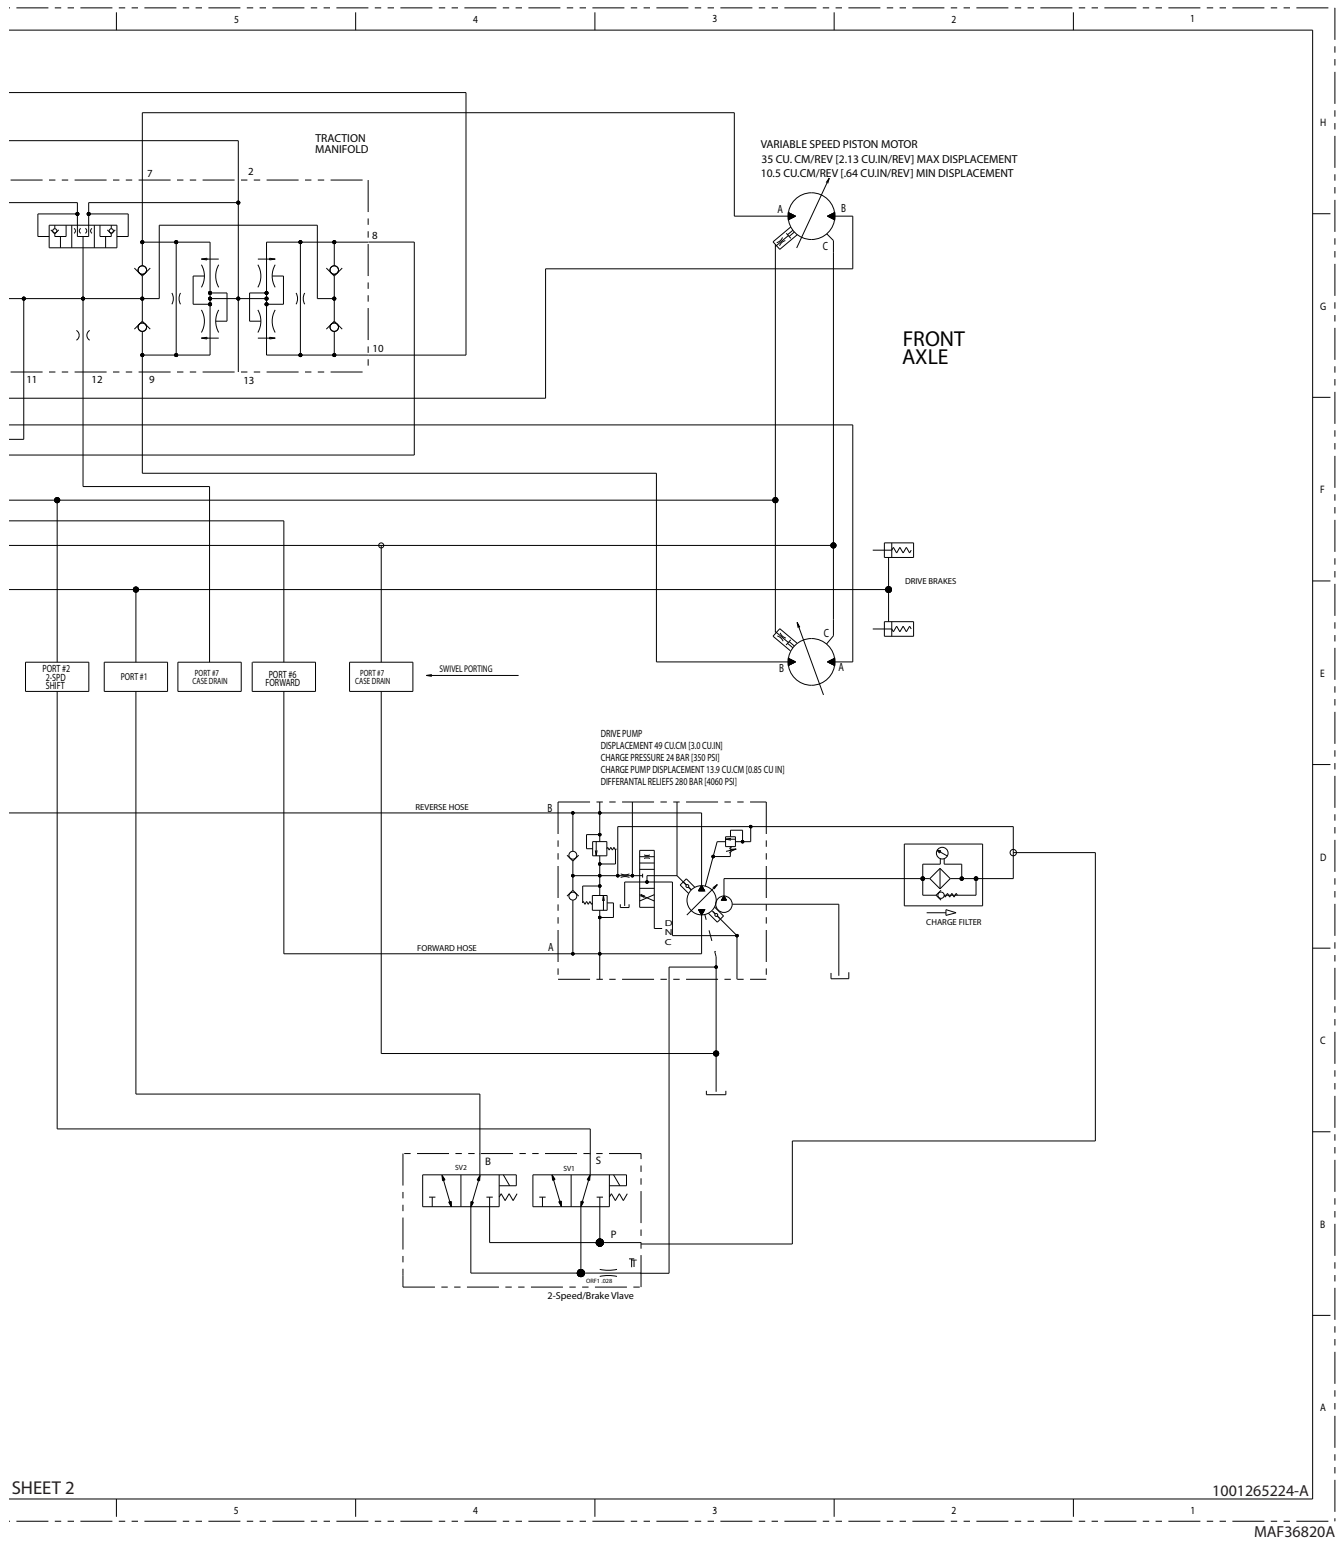 5 4 3 2 1
H
TRACTION
MANIFOLD
VARIABLE SPEED PISTON MOTOR
35 CU. CM/REV [2.13 CU.IN/REV] MAX DISPLACEMENT
10.5 CU.CM/REV [.64 CU.IN/REV] MIN DISPLACEMENT
7 2
A B
8
C
G
FRONT
AXLE
10
11 12 9 13
F
DRIVE BRAKES
C
B A
PORT #2
2-SPD
SHIFT
PORT #1
PORT #7
CASE DRAIN
PORT #6
FORWARD
PORT #7
CASE DRAIN
SWIVEL PORTING
E
DRIVE PUMP
DISPLACEMENT 49 CU.CM [3.0 CU.IN]
CHARGE PRESSURE 24 BAR [350 PSI]
CHARGE PUMP DISPLACEMENT 13.9 CU.CM [0.85 CU IN]
DIFFERANTAL RELIEFS 280 BAR [4060 PSI]
REVERSE HOSE B
D
D
N
C
CHARGE FILTER
FORWARD HOSE A
C
SV2 B SV1 S
P
B
T
ORF1 .028
2-Speed/Brake Vlave
A
SHEET 2
1001265224-A
5 4 3 2 1
MAF36820A